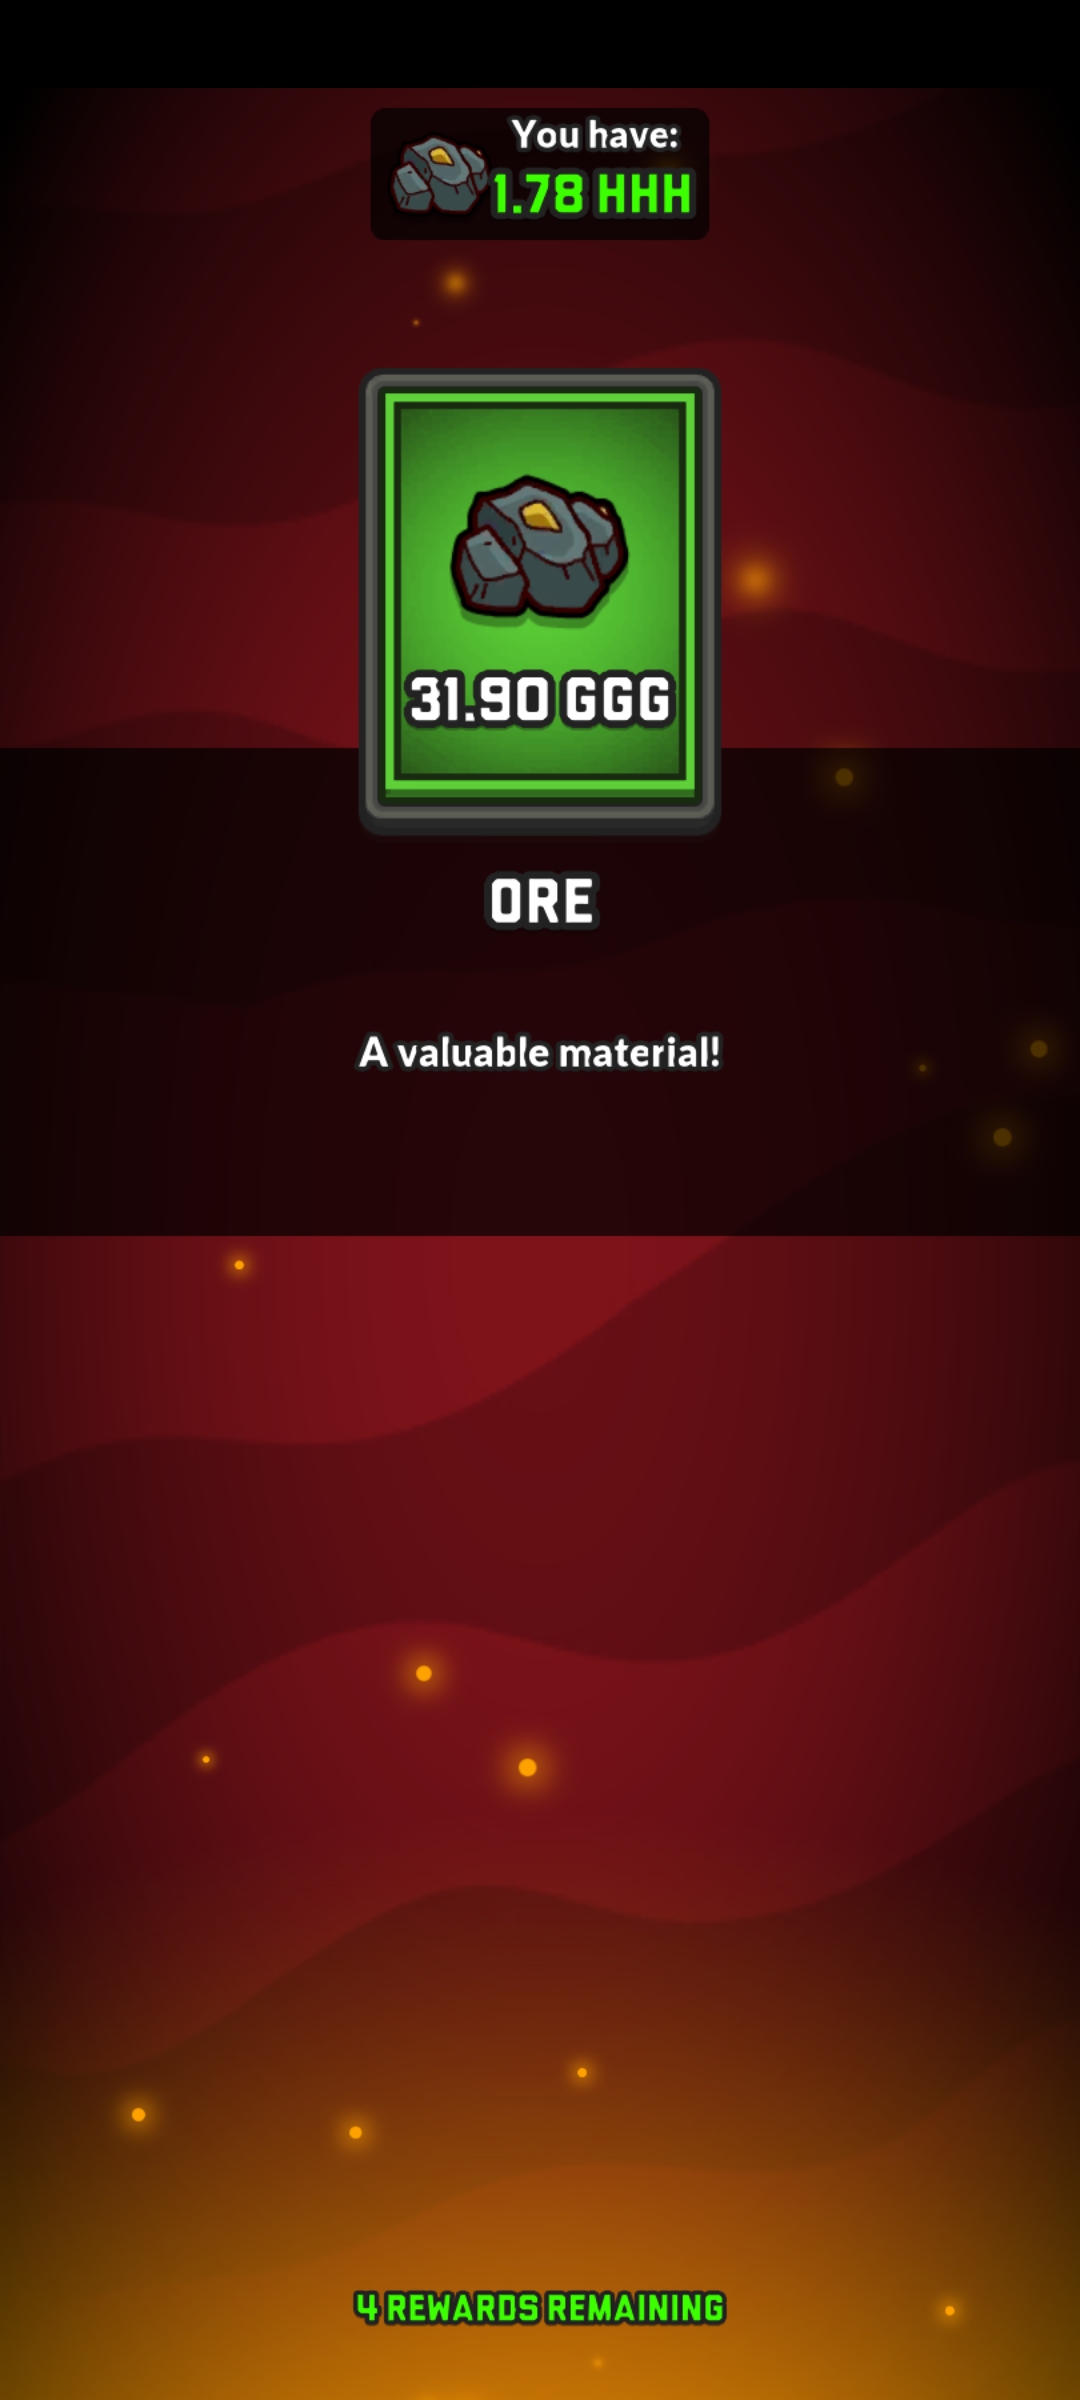 You have:
1.78 HHH
31.90 GGG
ORE
A valuable material!
4 REWARDS REMAINING